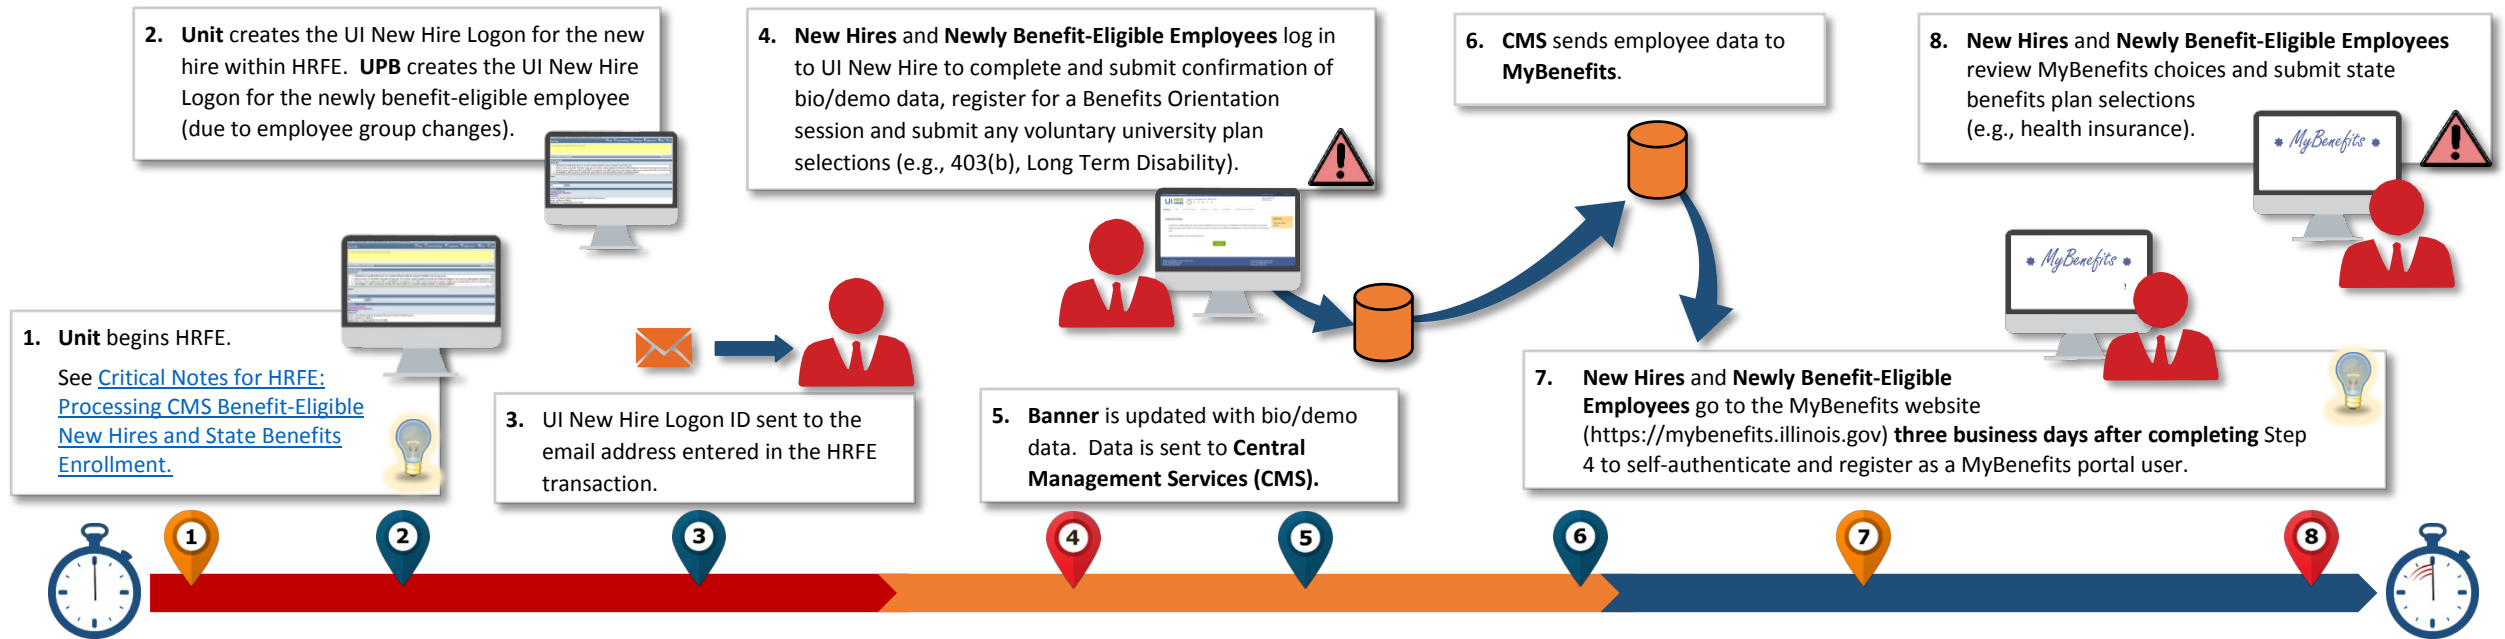 1. Unit begins HRFE.
See Critical Notes for HRFE:
Processing CMS Benefit-Eligible
New Hires and State Benefits
Enrollment.
2. Unit creates the UI New Hire Logon for the new
hire within HRFE. UPB creates the UI New Hire
Logon for the newly benefit-eligible employee
(due to employee group changes).
3. UI New Hire Logon ID sent to the
email address entered in the HRFE
transaction.
4. New Hires and Newly Benefit-Eligible Employees log in
to UI New Hire to complete and submit confirmation of
bio/demo data, register for a Benefits Orientation
session and submit any voluntary university plan
selections (e.g., 403(b), Long Term Disability).
UI NEW HIRE
5. Banner is updated with bio/demo
data. Data is sent to Central
Management Services (CMS).
6. CMS sends employee data to
MyBenefits.
7. New Hires and Newly Benefit-Eligible
Employees go to the MyBenefits website
(https://mybenefits.illinois.gov) three business days after completing Step
4 to self-authenticate and register as a MyBenefits portal user.
MyBenefits
8. New Hires and Newly Benefit-Eligible Employees
review MyBenefits choices and submit state
benefits plan selections
(e.g., health insurance).
MyBenefits
1 2 3 4 5 6 7 8